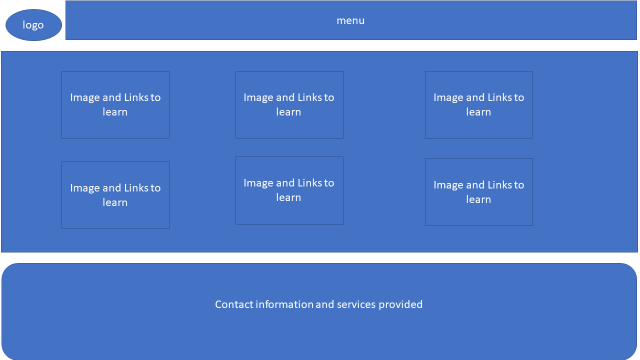 logo
menu
Image and Links to
learn
Image and Links to
learn
Image and Links to
learn
Image and Links to
learn
Image and Links to
learn
Image and Links to
learn
Contact information and services provided